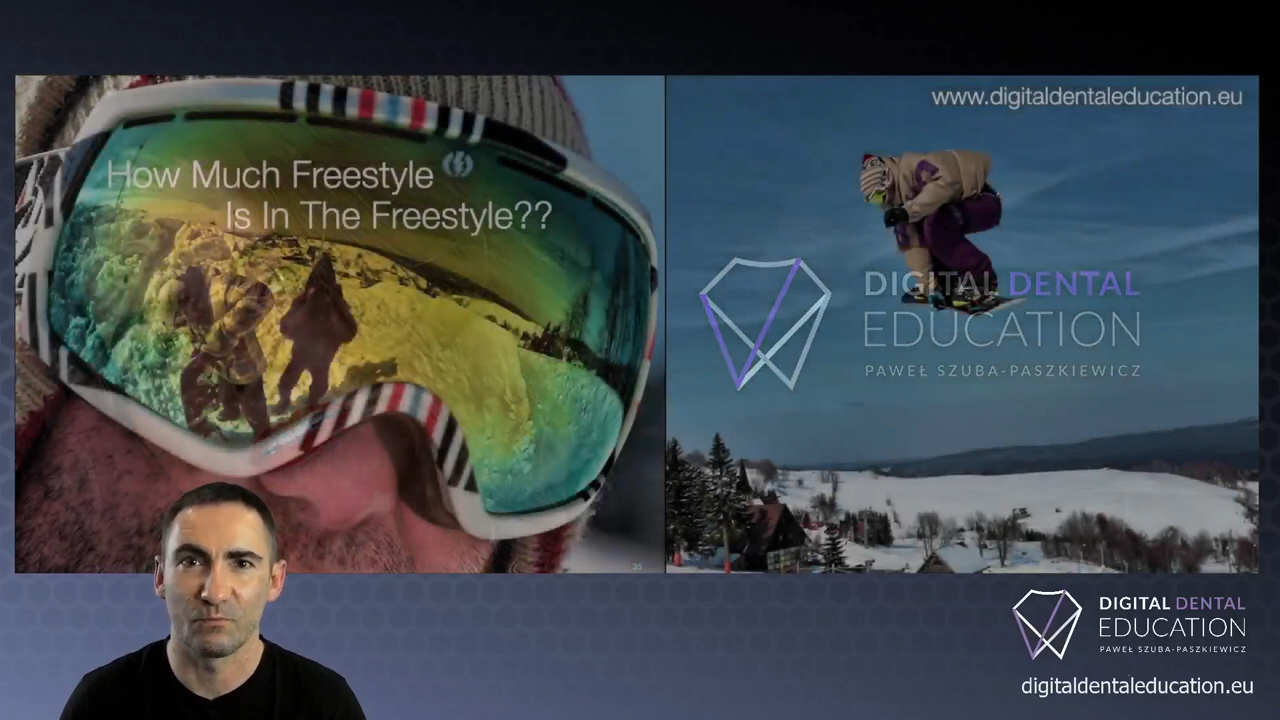 How Much Freestyle
Is In The Freestyle??
35
www.digitaldentaleducation.eu
DIGITAL DENTAL
EDUCATION
PAWEŁ SZUBA-PASZKIEWICZ
DIGITAL DENTAL
EDUCATION
PAWEŁ SZUBA-PASZKIEWICZ
digitaldentaleducation.eu